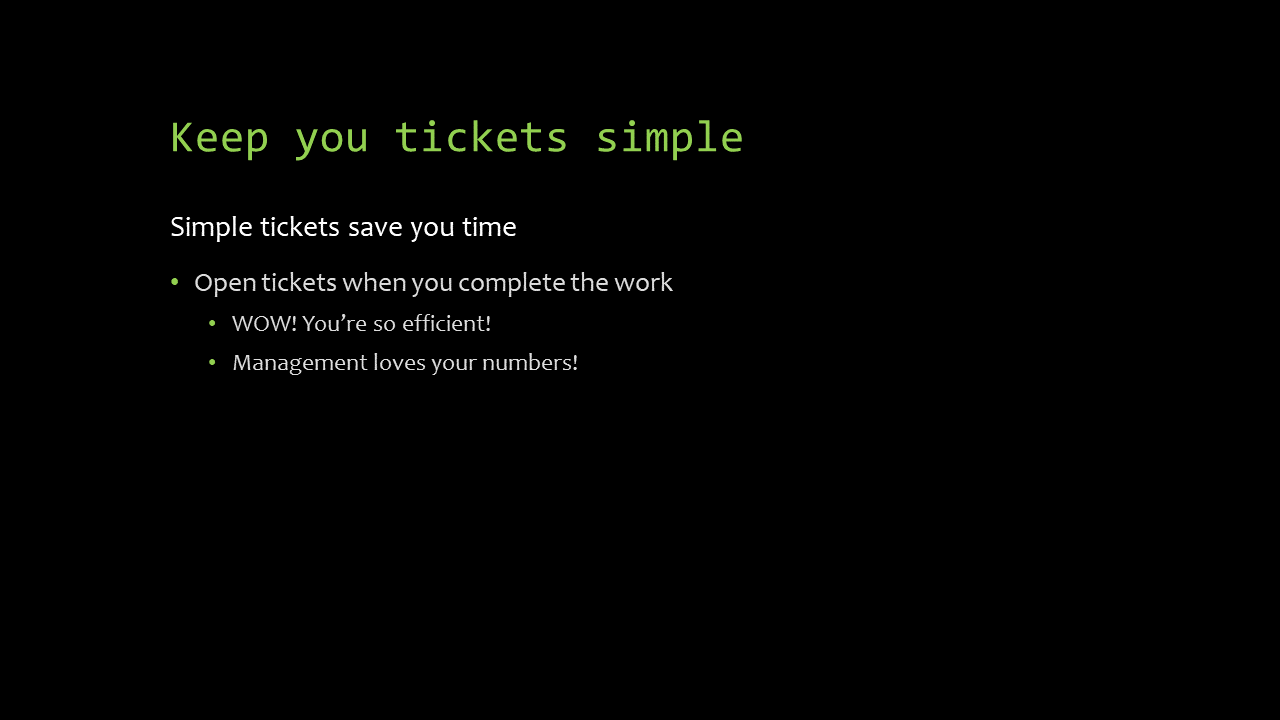 Keep you tickets simple
Simple tickets save you time
• Open tickets when you complete the work
• WOW! You’re so efficient!
• Management loves your numbers!